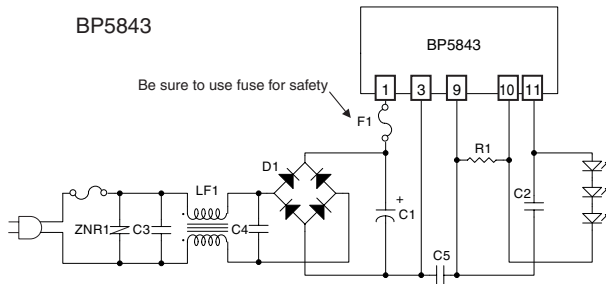 BP5843
BP5843
1 3 9 10 11
Be sure to use fuse for safety
F1
R1
D1
LF1
+
C1
C2
ZNR1
C3
C4
C5